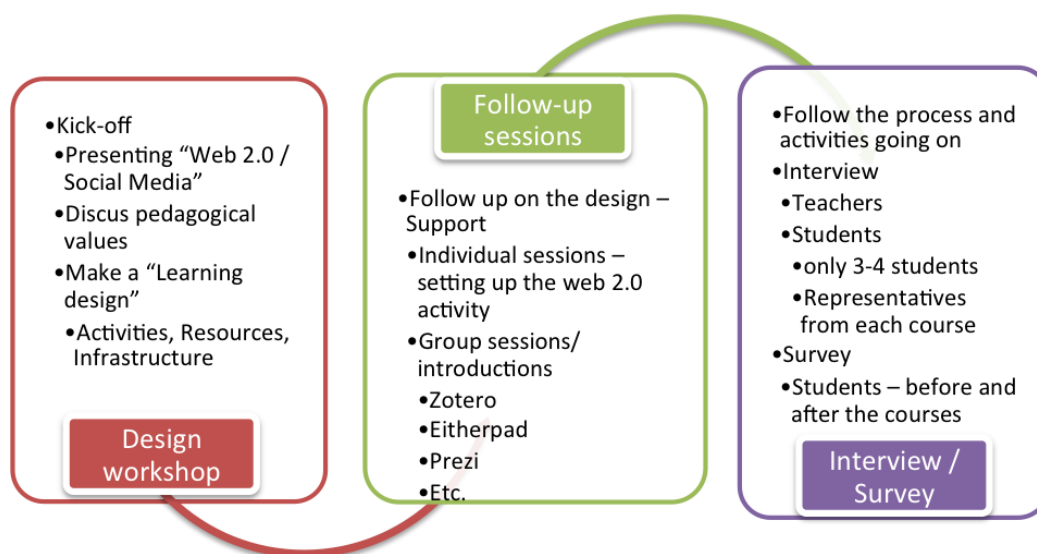 •Kick-off
•Presenting “Web 2.0 /
Social Media”
•Discus pedagogical
values
•Make a “Learning
design”
•Activities, Resources,
Infrastructure
Design
workshop
Follow-up
sessions
•Follow up on the design –
Support
•Individual sessions –
setting up the web 2.0
activity
•Group sessions/
introductions
•Zotero
•Eitherpad
•Prezi
•Etc.
•Follow the process and
activities going on
•Interview
•Teachers
•Students
•only 3-4 students
•Representatives
from each course
•Survey
•Students – before and
after the courses
Interview /
Survey